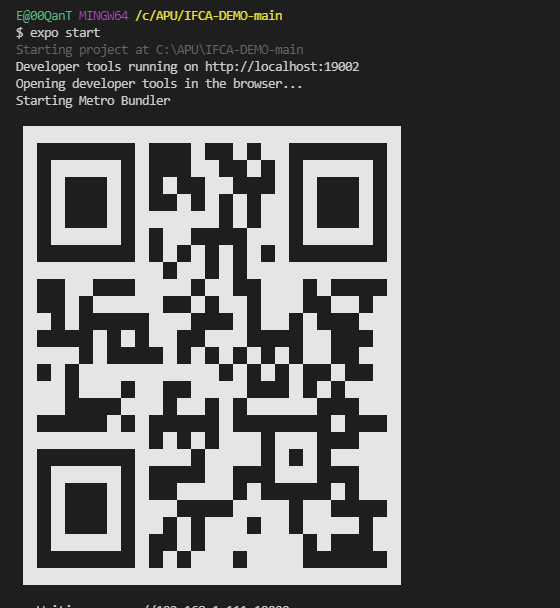 E@00QanT MINGW64 /c/APU/IFCA-DEMO-main
$ expo start
Starting project at C:\APU\IFCA-DEMO-main
Developer tools running on http://localhost:19002
Opening developer tools in the browser...
Starting Metro Bundler